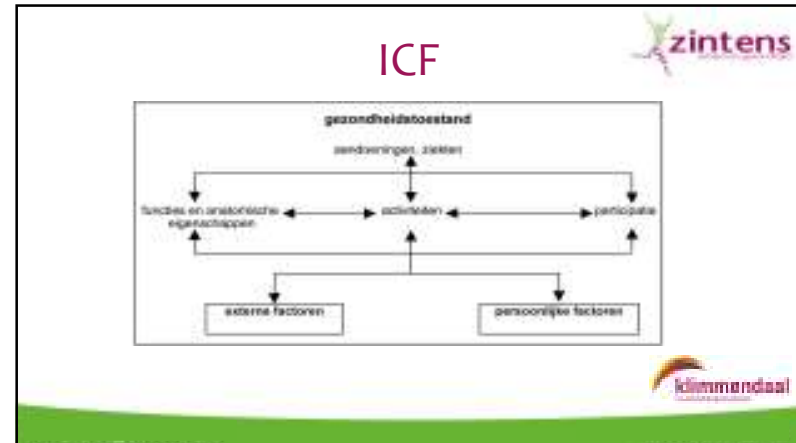 ICF
zintens
gezondheidstoestand
aandoeningen, ziekten
functies en anatomische
eigenschappen
activiteiten
participatie
externe factoren
persoonlijke factoren
klimmendaal